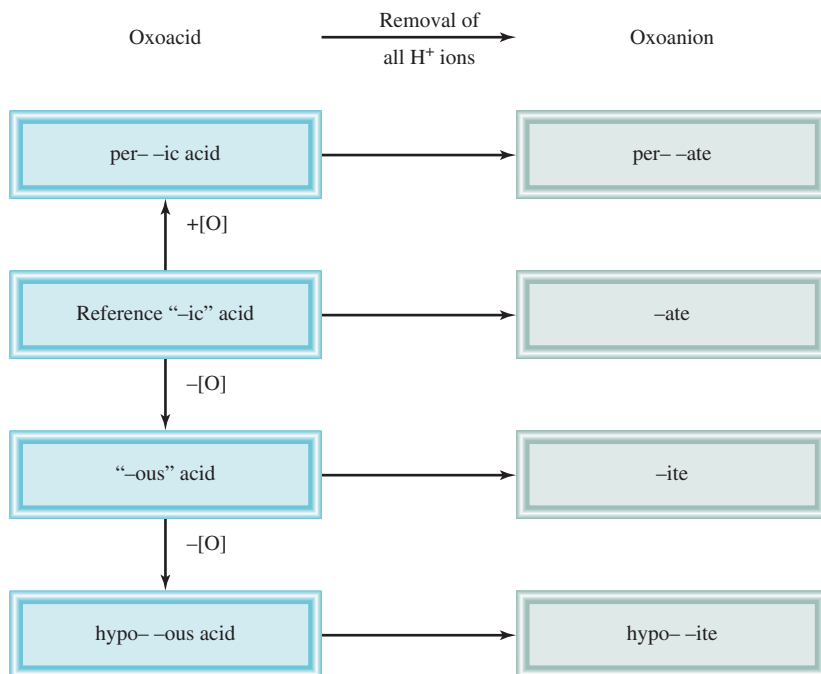 Oxoacid
Removal of
all H⁺ ions
Oxoanion
per– –ic acid
per– –ate
+[O]
Reference “–ic” acid
–ate
–[O]
“–ous” acid
–ite
–[O]
hypo– –ous acid
hypo– –ite